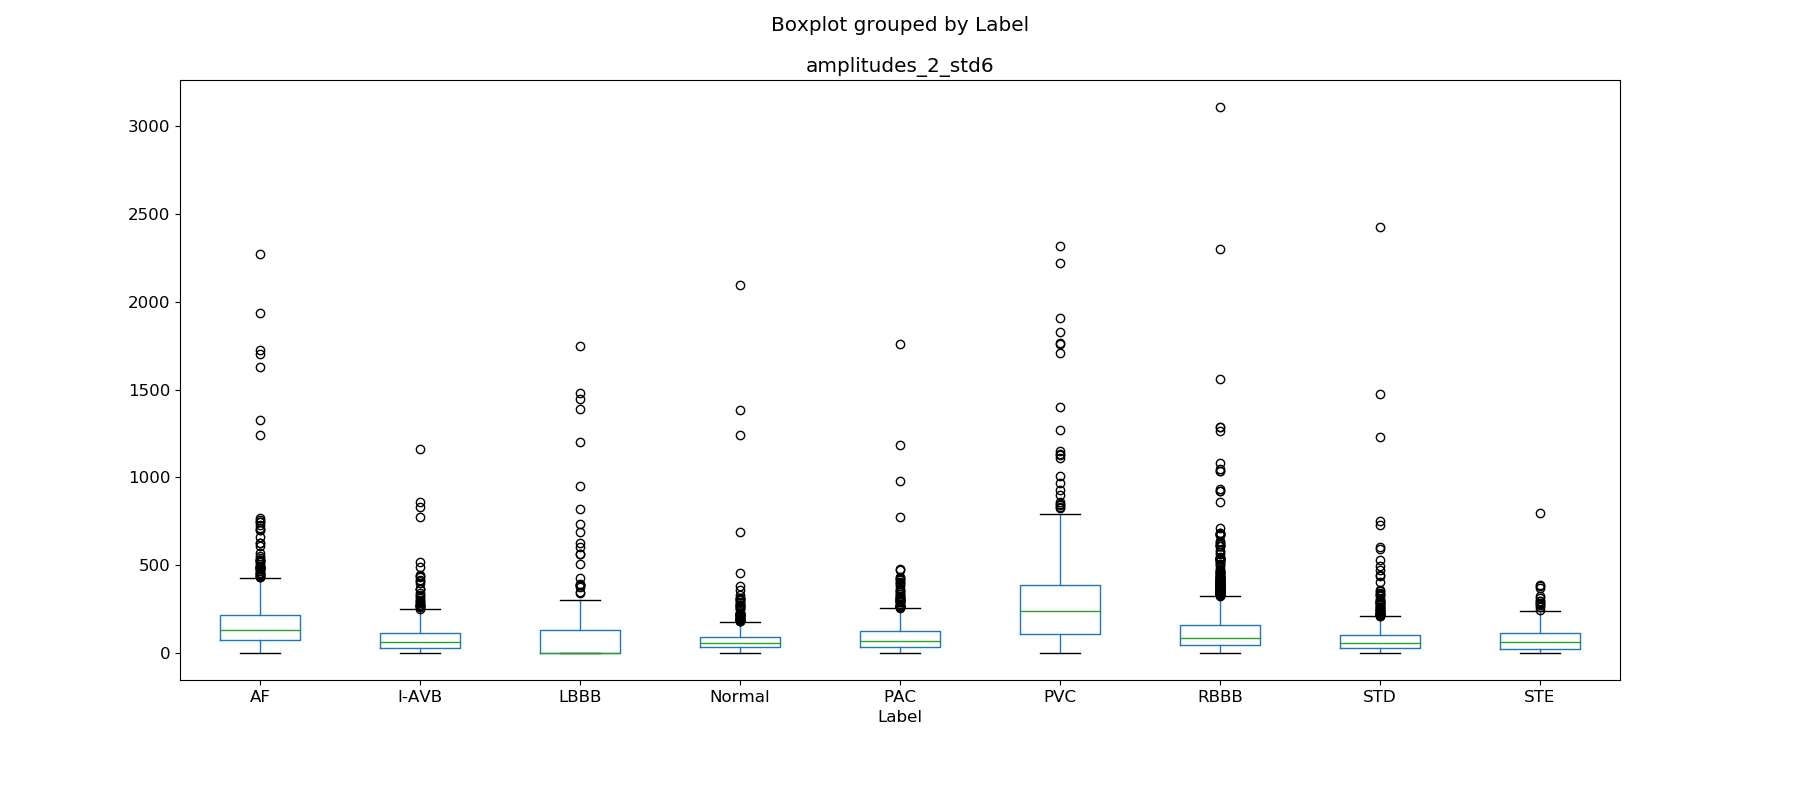 Boxplot grouped by Label
amplitudes_2_std6
3000
2500
2000
1500
1000
500
0
AF I-AVB LBBB Normal PAC PVC RBBB STD STE
Label